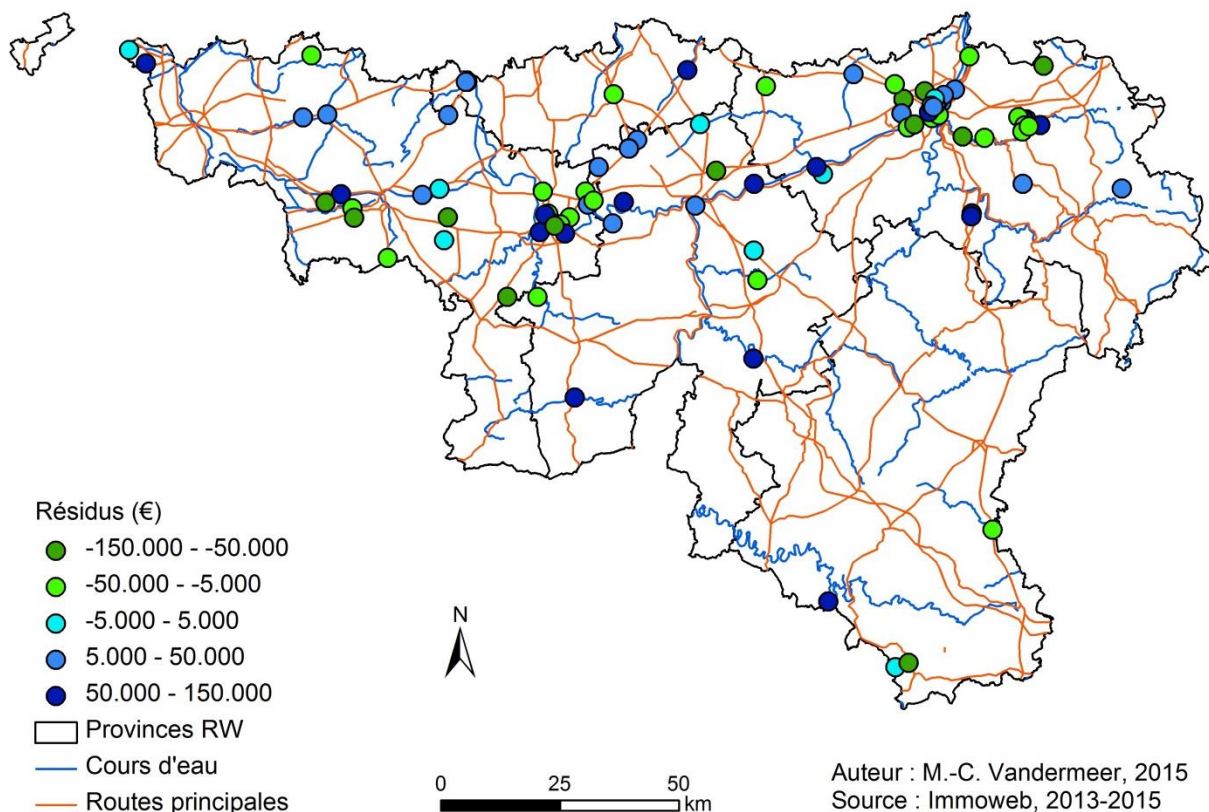 Résidus (€)
-150.000 - -50.000
-50.000 - -5.000
-5.000 - 5.000
5.000 - 50.000
50.000 - 150.000
Provinces RW
Cours d'eau
Routes principales
N
0 25 50
km
Auteur : M.-C. Vandermeer, 2015
Source : Immoweb, 2013-2015